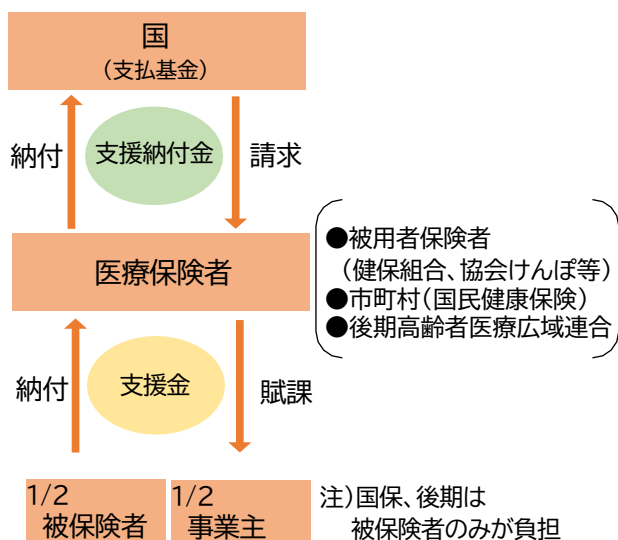 国
(支払基金)
納付
支援納付金
請求
医療保険者
●被用者保険者
(健保組合、協会けんぽ等)
●市町村(国民健康保険)
●後期高齢者医療広域連合
納付
支援金
賦課
1/2
被保険者
1/2
事業主
注)国保、後期は
被保険者のみが負担